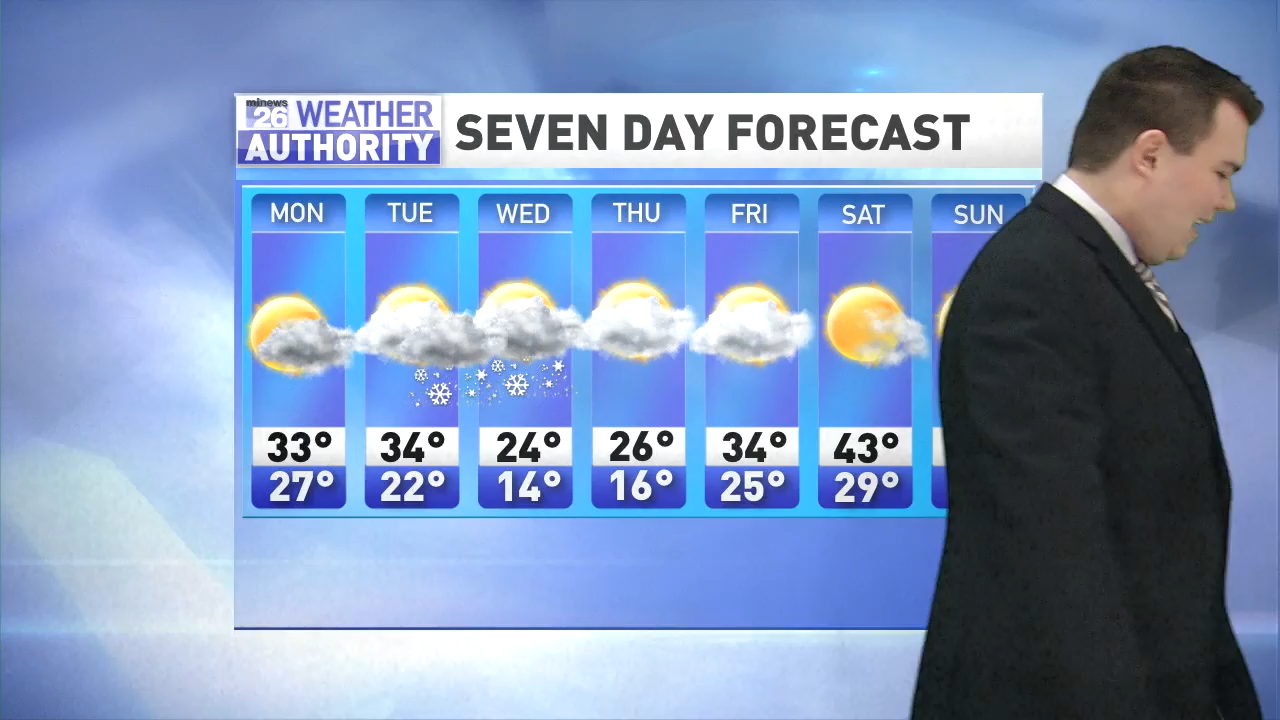 minews
26 WEATHER
AUTHORITY
SEVEN DAY FORECAST
MON TUE WED THU FRI SAT SUN
33° 34° 24° 26° 34° 43°
27° 22° 14° 16° 25° 29°